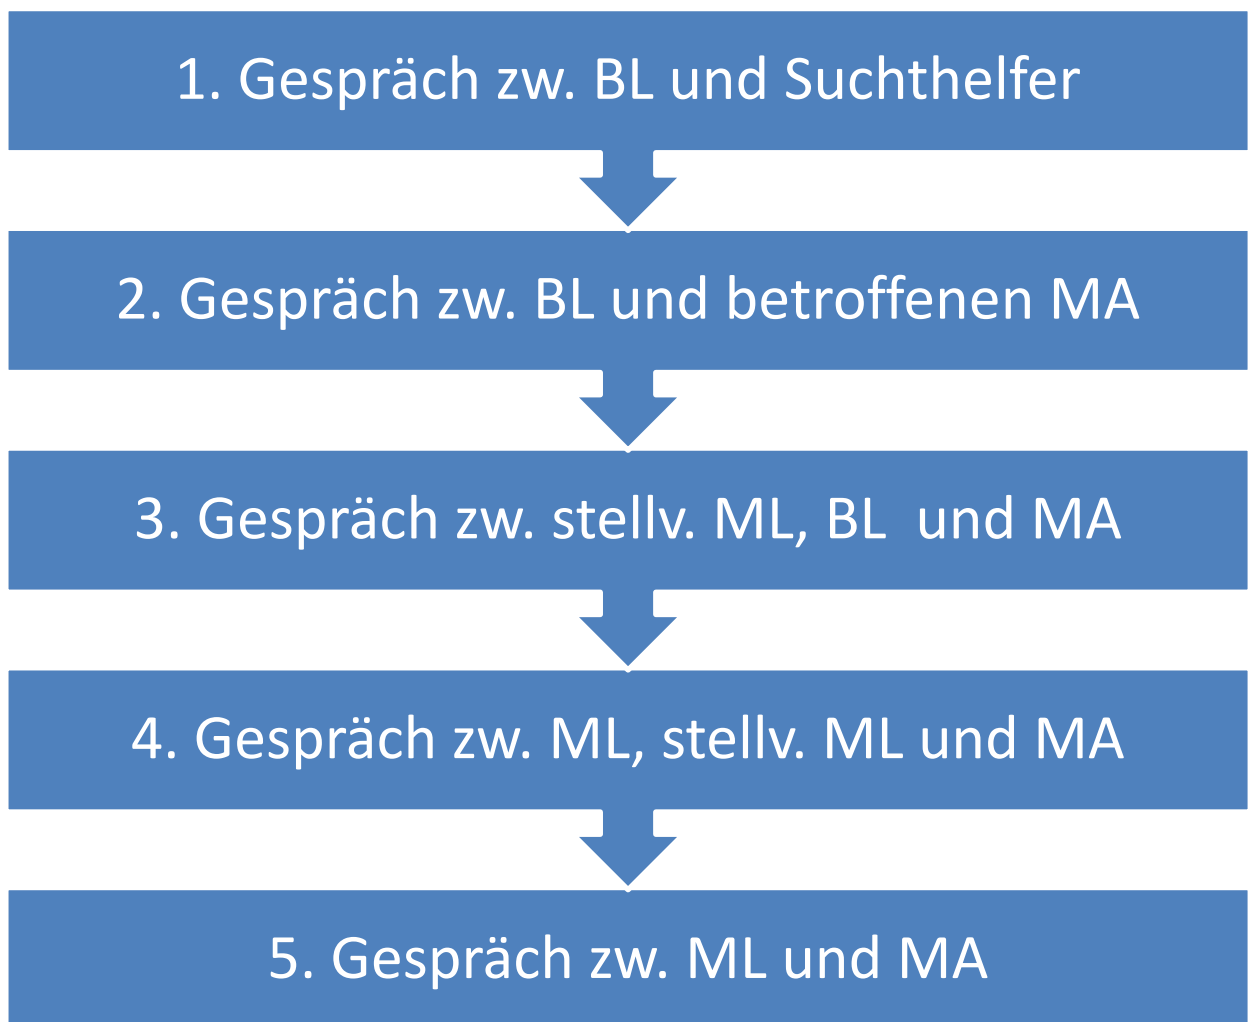 1. Gespräch zw. BL und Suchthelfer
2. Gespräch zw. BL und betroffenen MA
3. Gespräch zw. stellv. ML, BL  und MA
4. Gespräch zw. ML, stellv. ML und MA
5. Gespräch zw. ML und MA